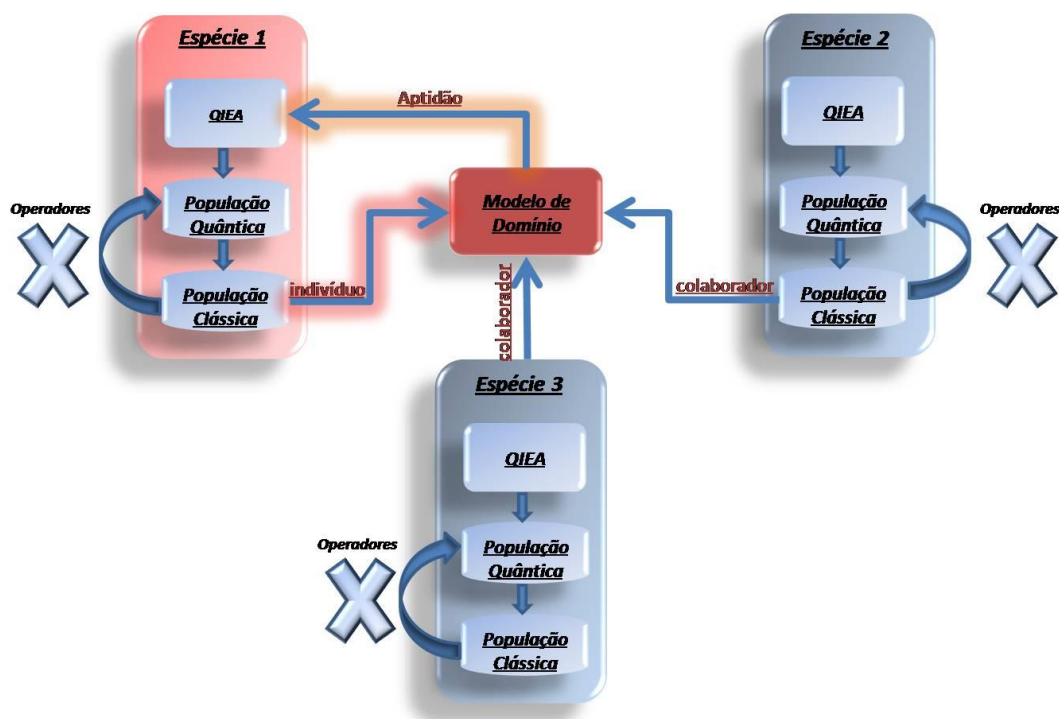 Espécie 1
QIEA
População
Quântica
População
Clássica
Operadores
Aptidão
indivíduo
Modelo de
Domínio
colaborador
colaborador
Espécie 2
QIEA
População
Quântica
População
Clássica
Operadores
Espécie 3
QIEA
População
Quântica
População
Clássica
Operadores